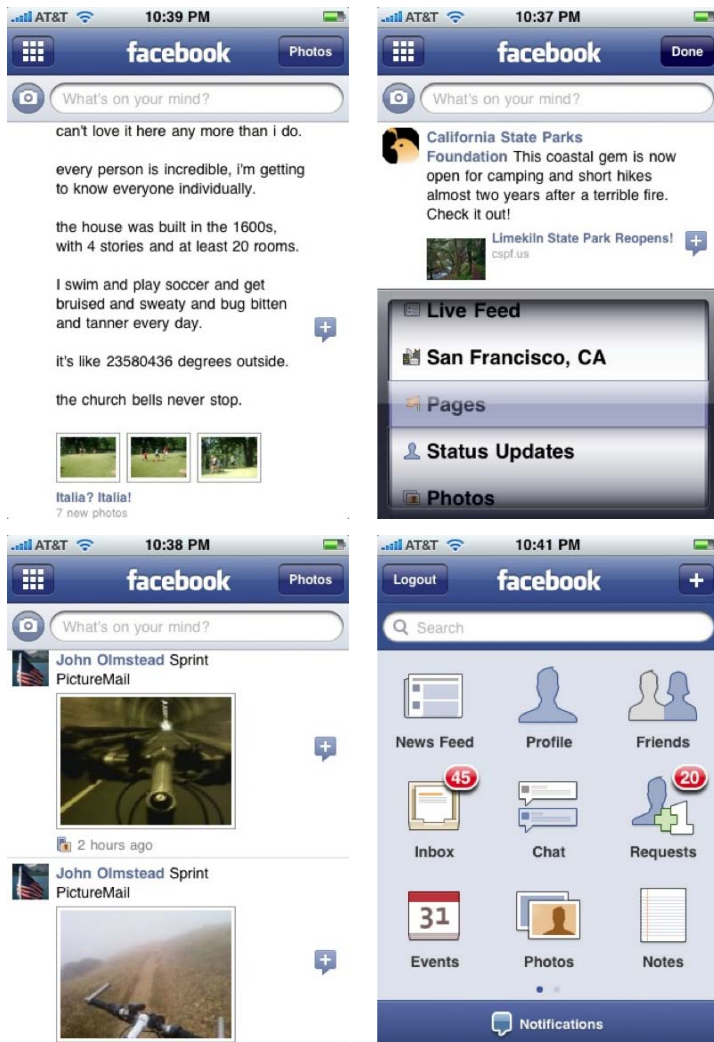 AT&T 10:39 PM
facebook Photos
What's on your mind?
can't love it here any more than i do.
every person is incredible, i'm getting
to know everyone individually.
the house was built in the 1600s,
with 4 stories and at least 20 rooms.
I swim and play soccer and get
bruised and sweaty and bug bitten
and tanner every day.
it's like 23580436 degrees outside.
the church bells never stop.
Italia? Italia!
7 new photos
AT&T 10:37 PM
facebook Done
What's on your mind?
California State Parks
Foundation This coastal gem is now
open for camping and short hikes
almost two years after a terrible fire.
Check it out!
Limekiln State Park Reopens!
cspf.us
Live Feed
San Francisco, CA
Pages
Status Updates
Photos
AT&T 10:38 PM
facebook Photos
What's on your mind?
John Olmstead Sprint
PictureMail
2 hours ago
John Olmstead Sprint
PictureMail
AT&T 10:41 PM
Logout facebook +
Search
News Feed Profile Friends
45 20
Inbox Chat Requests
31
Events Photos Notes
Notifications